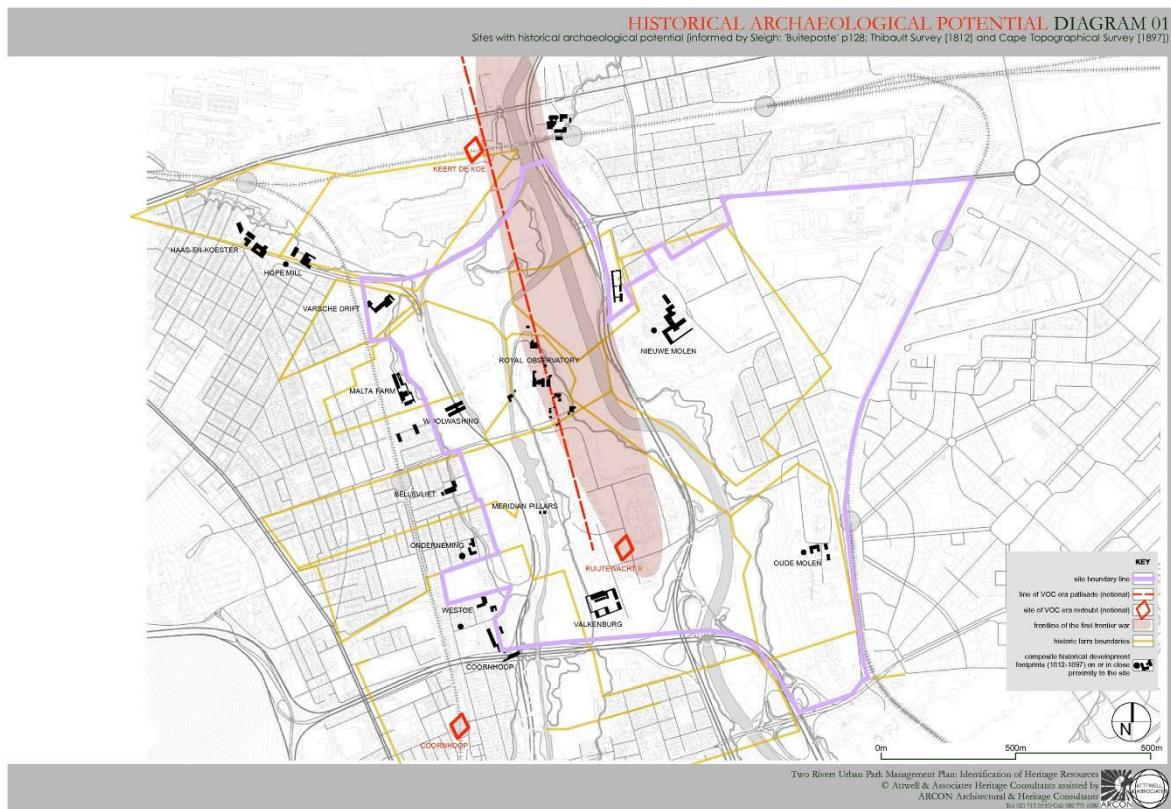 HISTORICAL ARCHAEOLOGICAL POTENTIAL DIAGRAM 01
Sites with historical archaeological potential (informed by Sleigh: 'Buiteposte' p128; Thibault Survey [1812] and Cape Topographical Survey [1897])
KEERT DE KOE
HAAS-EN-KOESTER
HOPE MILL
VARSCHE DRIFT
ROYAL OBSERVATORY
NIEUWE MOLEN
MALTA FARM
WOOLWASHING
BELLEVLIET
MERIDIAN PILLARS
ONDERNEMING
RUIJTEWACHT II
OUDE MOLEN
WESTOE
VALKENBURG
COORNHOOP
COORNHOOP
KEY
site boundary line
line of VOC era pallisade (notional)
site of VOC era redoubt (notional)
frontline of the first frontier war
historic farm boundaries
composite historical development
footprints (1812-1897) on or in close
proximity to the site
N
0m 500m 500m
Two Rivers Urban Park Management Plan: Identification of Heritage Resources
© Attwell & Associates Heritage Consultants assisted by
ARCON Architectural & Heritage Consultants
ARCON
ATTWELL
ASSOCIATES